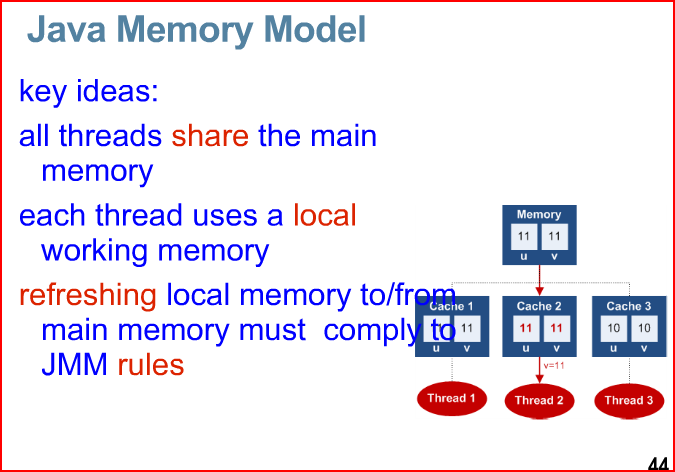 Java Memory Model
key ideas:
all threads share the main
memory
each thread uses a local
working memory
refreshing local memory to/from
main memory must comply to
JMM rules
Memory
11 11
u v
Cache 1 Cache 2 Cache 3
11 11 11 10 10
u v u v u v
v=11
Thread 1 Thread 2 Thread 3
44